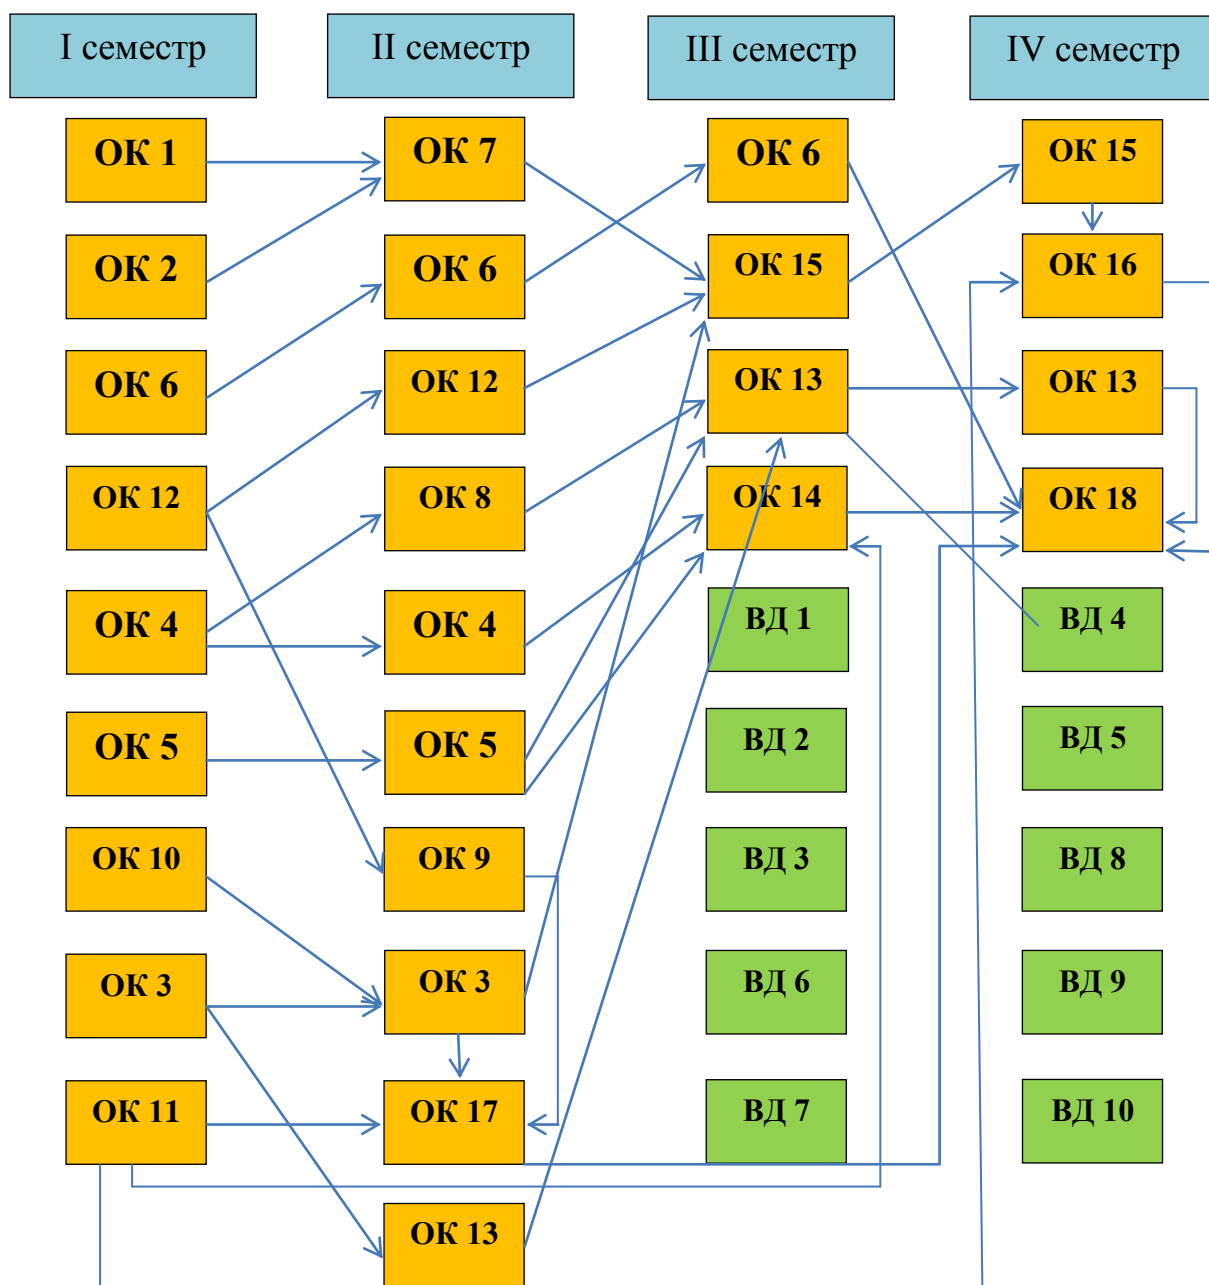 I семестр
II семестр
III семестр
IV семестр
ОК 1
ОК 7
ОК 6
ОК 15
ОК 2
ОК 6
ОК 15
ОК 16
ОК 6
ОК 12
ОК 13
ОК 13
ОК 12
ОК 8
ОК 14
ОК 18
ОК 4
ОК 4
ВД 1
ВД 4
ОК 5
ОК 5
ВД 2
ВД 5
ОК 10
ОК 9
ВД 3
ВД 8
ОК 3
ОК 3
ВД 6
ВД 9
ОК 11
ОК 17
ВД 7
ВД 10
ОК 13